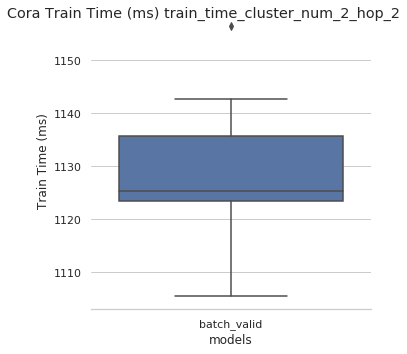 Cora Train Time (ms) train_time_cluster_num_2_hop_2
1150
1140
1130
1120
1110
Train Time (ms)
batch_valid
models